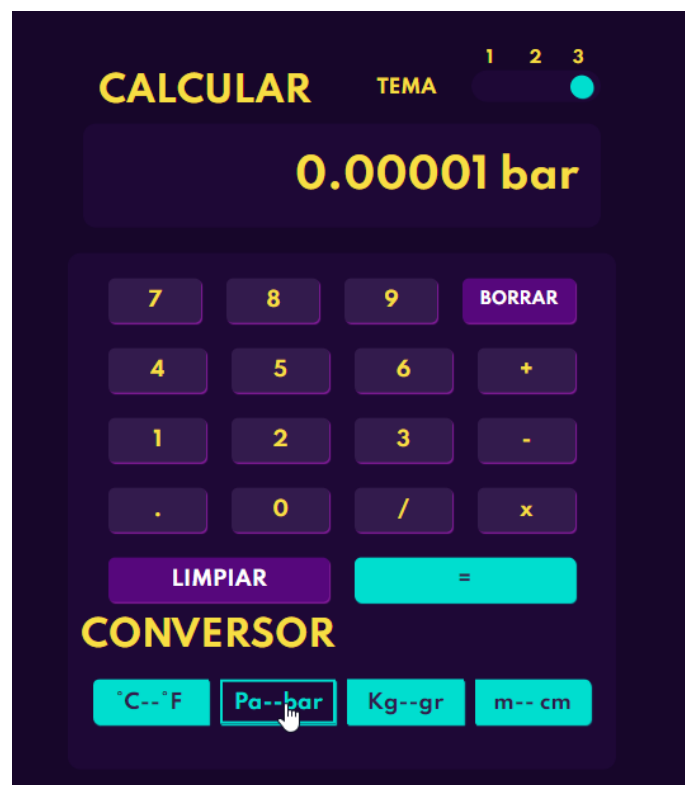 1 2 3
CALCULAR TEMA
0.00001 bar
7 8 9 BORRAR
4 5 6 +
1 2 3 -
. 0 / x
LIMPIAR =
CONVERSOR
°C--°F Pa--bar Kg--gr m-- cm